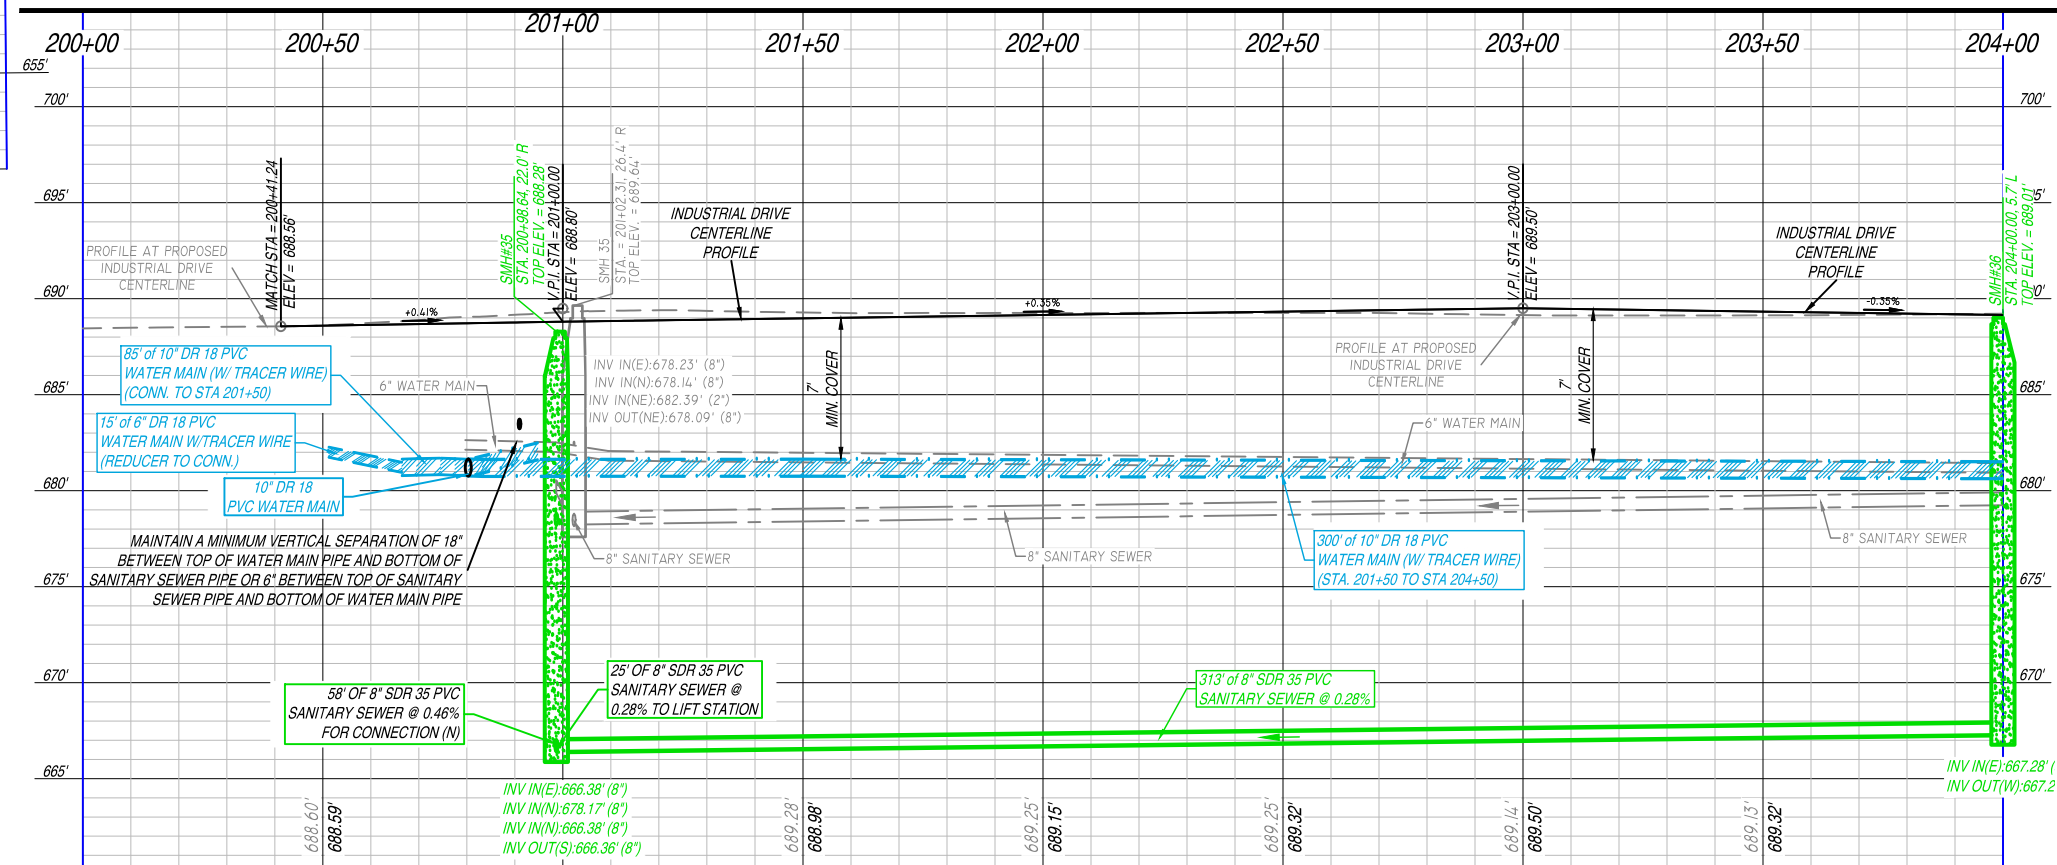 200+00
200+50
201+00
201+50
202+00
202+50
203+00
203+50
204+00
655'
700'
700'
695'
690'
685'
685'
680'
680'
675'
675'
670'
670'
665'
MATCH STA = 200+41.24
ELEV = 688.56'
SMH#35
STA. 200+98.64, 22.0' R
TOP ELEV. = 688.28'
V.P.I. STA = 201+00.00
ELEV = 688.80'
SMH 35
STA. = 201+02.31, 26.4' R
TOP ELEV. = 689.64'
INDUSTRIAL DRIVE
CENTERLINE
PROFILE
V.P.I. STA = 203+00.00
ELEV = 689.50'
INDUSTRIAL DRIVE
CENTERLINE
PROFILE
SMH#36
STA. 204+00.00, 5.7' L
TOP ELEV. = 689.01'
PROFILE AT PROPOSED
INDUSTRIAL DRIVE
CENTERLINE
+0.41%
+0.35%
-0.35%
85' of 10" DR 18 PVC
WATER MAIN (W/ TRACER WIRE)
(CONN. TO STA 201+50)
6" WATER MAIN
INV IN(E):678.23' (8")
INV IN(N):678.14' (8")
INV IN(NE):682.39' (2")
INV OUT(NE):678.09' (8")
7'
MIN. COVER
PROFILE AT PROPOSED
INDUSTRIAL DRIVE
CENTERLINE
7'
MIN. COVER
15' of 6" DR 18 PVC
WATER MAIN W/TRACER WIRE
(REDUCER TO CONN.)
6" WATER MAIN
10" DR 18
PVC WATER MAIN
MAINTAIN A MINIMUM VERTICAL SEPARATION OF 18"
BETWEEN TOP OF WATER MAIN PIPE AND BOTTOM OF
SANITARY SEWER PIPE OR 6" BETWEEN TOP OF SANITARY
SEWER PIPE AND BOTTOM OF WATER MAIN PIPE
8" SANITARY SEWER
8" SANITARY SEWER
300' of 10" DR 18 PVC
WATER MAIN (W/ TRACER WIRE)
(STA. 201+50 TO STA 204+50)
8" SANITARY SEWER
58' OF 8" SDR 35 PVC
SANITARY SEWER @ 0.46%
FOR CONNECTION (N)
25' OF 8" SDR 35 PVC
SANITARY SEWER @
0.28% TO LIFT STATION
313' of 8" SDR 35 PVC
SANITARY SEWER @ 0.28%
INV IN(E):666.38' (8")
INV IN(N):678.17' (8")
INV IN(N):666.38' (8")
INV OUT(S):666.36' (8")
INV IN(E):667.28' (
INV OUT(W):667.2
688.60'
688.59'
689.28'
688.98'
689.25'
689.15'
689.25'
689.32'
689.14'
689.50'
689.13'
689.32'